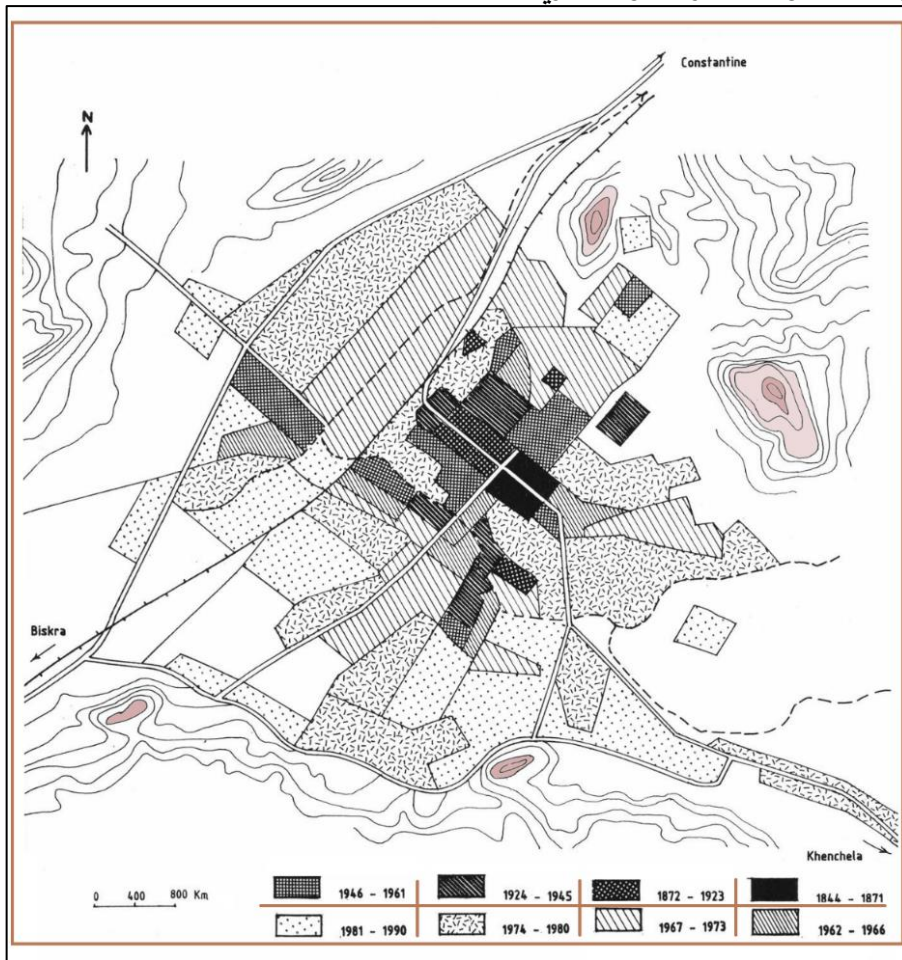 Constantine
N
Biskra
Khenchela
0 400 800 Km
1946 - 1961
1924 - 1945
1872 - 1923
1844 - 1871
1981 - 1990
1974 - 1980
1967 - 1973
1962 - 1966